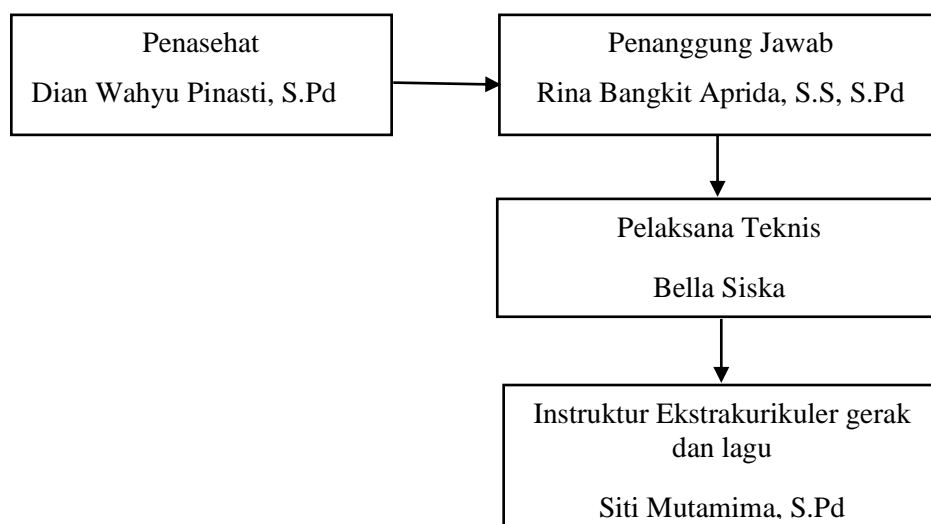 Penasehat
Dian Wahyu Pinasti, S.Pd
Penanggung Jawab
Rina Bangkit Aprida, S.S, S.Pd
Pelaksana Teknis
Bella Siska
Instruktur Ekstrakurikuler gerak
dan lagu
Siti Mutamima, S.Pd